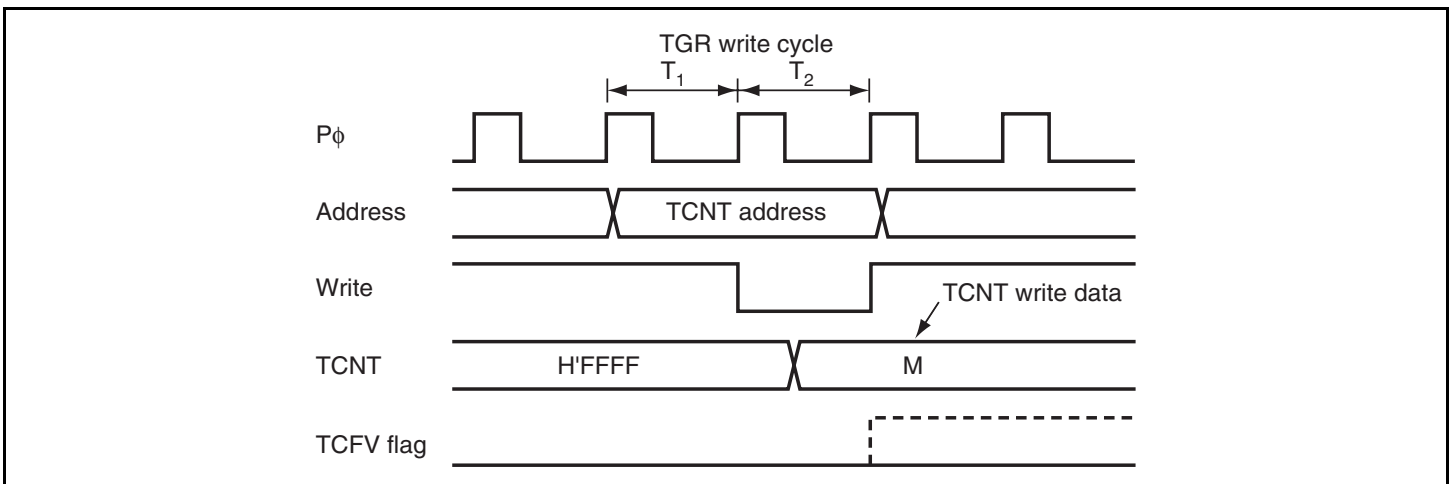 TGR write cycle
T1 T2
Pϕ
Address TCNT address
Write
TCNT write data
TCNT H'FFFF M
TCFV flag